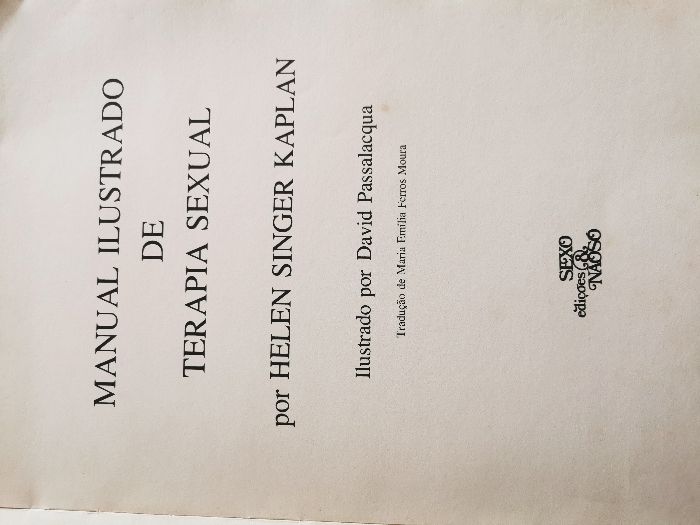 MANUAL ILUSTRADO
DE
TERAPIA SEXUAL
por HELEN SINGER KAPLAN
Ilustrado por David Passalacqua
Tradução de Maria Emília Ferros Moura
SEXO
edições &
NÃOSÓ